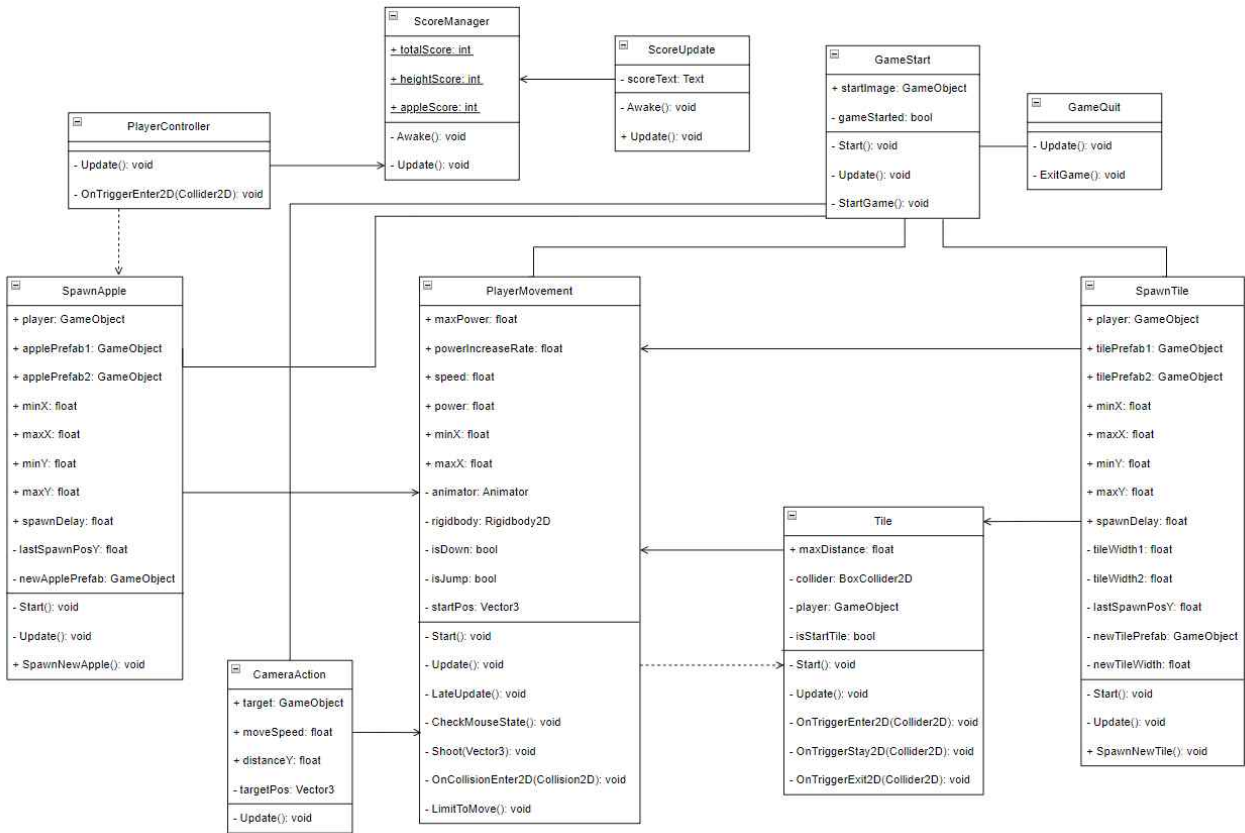 ScoreManager
+ totalScore: int
+ heightScore: int
+ appleScore: int
- Awake(): void
- Update(): void
ScoreUpdate
- scoreText: Text
- Awake(): void
+ Update(): void
GameStart
+ startImage: GameObject
- gameStarted: bool
- Start(): void
- Update(): void
- StartGame(): void
GameQuit
- Update(): void
- ExitGame(): void
PlayerController
- Update(): void
- OnTriggerEnter2D(Collider2D): void
SpawnApple
+ player: GameObject
+ applePrefab1: GameObject
+ applePrefab2: GameObject
+ minX: float
+ maxX: float
+ minY: float
+ maxY: float
+ spawnDelay: float
- lastSpawnPosY: float
- newApplePrefab: GameObject
- Start(): void
- Update(): void
+ SpawnNewApple(): void
CameraAction
+ target: GameObject
+ moveSpeed: float
+ distanceY: float
- targetPos: Vector3
- Update(): void
PlayerMovement
+ maxPower: float
+ powerIncreaseRate: float
+ speed: float
+ power: float
+ minX: float
+ maxX: float
- animator: Animator
- rigidbody: Rigidbody2D
- isDown: bool
- isJump: bool
- startPos: Vector3
- Start(): void
- Update(): void
- LateUpdate(): void
- CheckMouseState(): void
- Shoot(Vector3): void
- OnCollisionEnter2D(Collision2D): void
- LimitToMove(): void
Tile
+ maxDistance: float
- collider: BoxCollider2D
- player: GameObject
- isStartTile: bool
- Start(): void
- Update(): void
- OnTriggerEnter2D(Collider2D): void
- OnTriggerStay2D(Collider2D): void
- OnTriggerExit2D(Collider2D): void
SpawnTile
+ player: GameObject
+ tilePrefab1: GameObject
+ tilePrefab2: GameObject
+ minX: float
+ maxX: float
+ minY: float
+ maxY: float
+ spawnDelay: float
- tileWidth1: float
- tileWidth2: float
- lastSpawnPosY: float
- newTilePrefab: GameObject
- newTileWidth: float
- Start(): void
- Update(): void
+ SpawnNewTile(): void